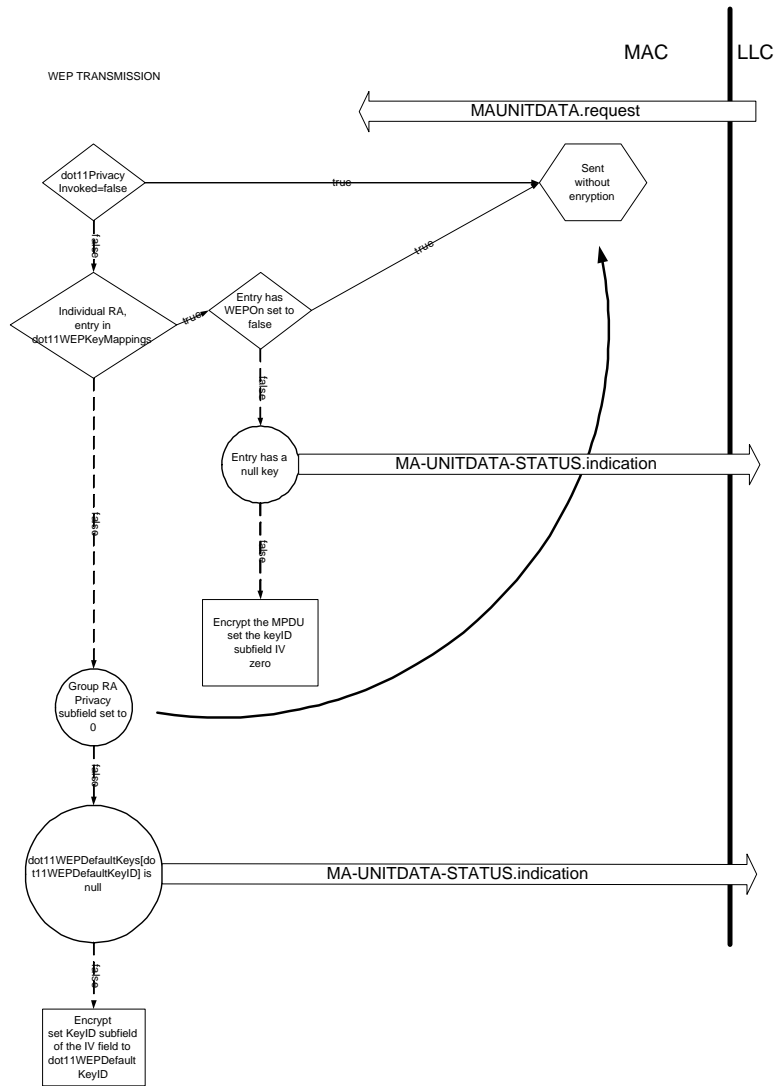 MAC
LLC
WEP TRANSMISSION
MAUNITDATA.request
dot11Privacy
Invoked=false
true
Sent
without
enryption
false
true
Individual RA,
entry in
dot11WEPKeyMappings
true
Entry has
WEPOn set to
false
false
Entry has a
null key
MA-UNITDATA-STATUS.indication
false
false
Encrypt the MPDU
set the keyID
subfield IV
zero
Group RA
Privacy
subfield set to
0
false
dot11WEPDefaultKeys[do
t11WEPDefaultKeyID] is
null
MA-UNITDATA-STATUS.indication
false
Encrypt
set KeyID subfield
of the IV field to
dot11WEPDefault
KeyID